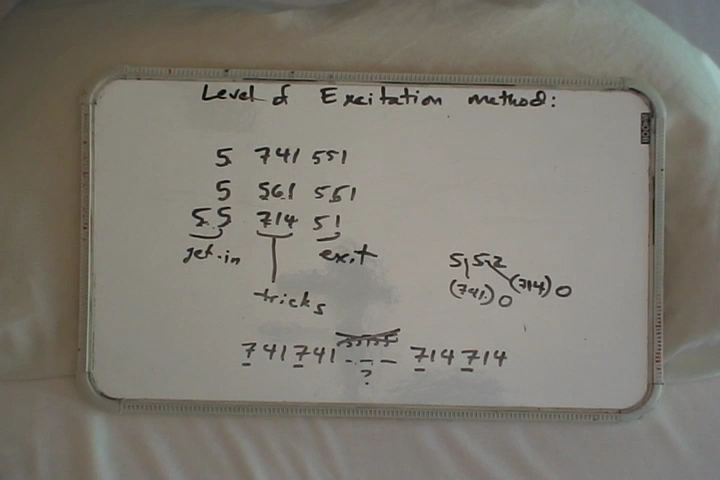 Level of Excitation method:
5 741 551
5 561 551
55 714 51
get-in exit
tricks
5,5,2
(741)0 (714)0
741741 - - - 714714
?